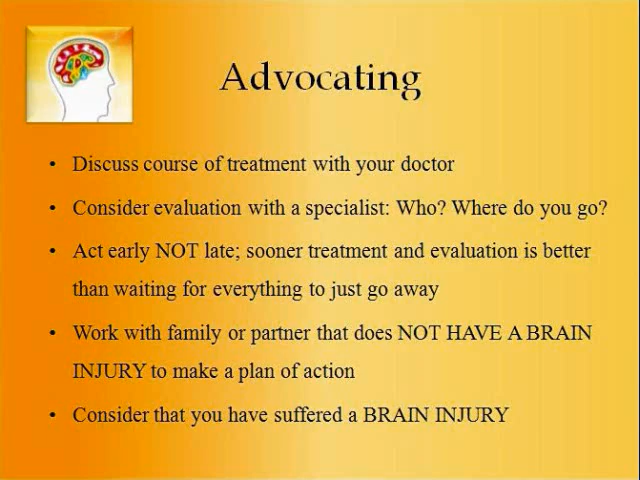 Advocating
• Discuss course of treatment with your doctor
• Consider evaluation with a specialist: Who? Where do you go?
• Act early NOT late; sooner treatment and evaluation is better
than waiting for everything to just go away
• Work with family or partner that does NOT HAVE A BRAIN
INJURY to make a plan of action
• Consider that you have suffered a BRAIN INJURY